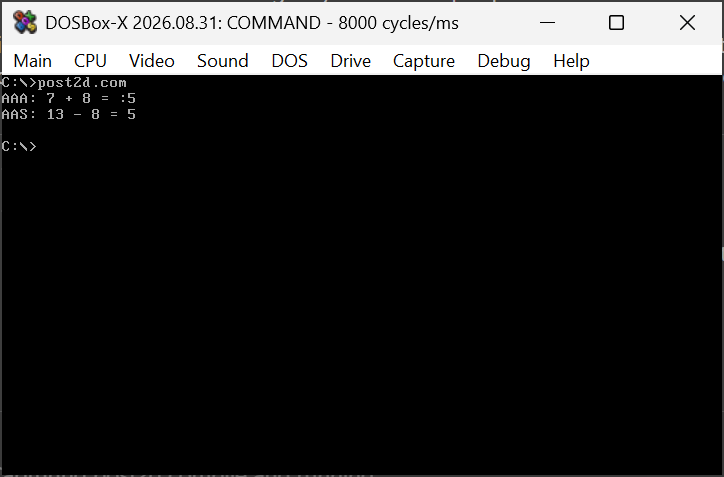 DOSBox-X 2026.08.31: COMMAND - 8000 cycles/ms
Main CPU Video Sound DOS Drive Capture Debug Help
C:\>post2d.com
AAA: 7 + 8 = :5
AAS: 13 - 8 = 5
C:\>